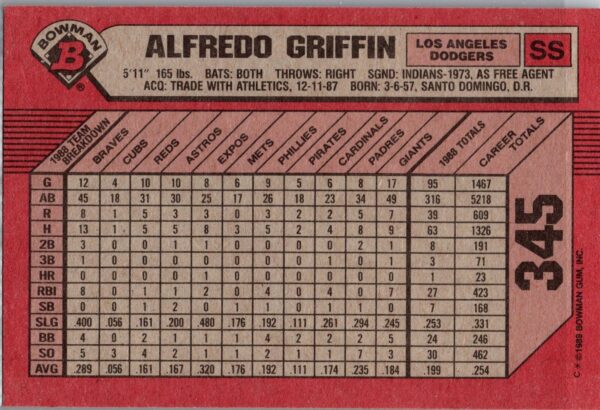 BOWMAN
B
®
ALFREDO GRIFFIN
LOS ANGELES
DODGERS
SS
5'11" 165 lbs. BATS: BOTH THROWS: RIGHT SGND: INDIANS-1973, AS FREE AGENT
ACQ: TRADE WITH ATHLETICS, 12-11-87 BORN: 3-6-57, SANTO DOMINGO, D.R.
1988 TEAM BREAKDOWN BRAVES CUBS REDS ASTROS EXPOS METS PHILLIES PIRATES CARDINALS PADRES GIANTS 1988 TOTALS CAREER TOTALS
G 12 4 10 10 8 6 9 5 6 8 17 95 1467
AB 45 18 31 30 25 17 26 18 23 34 49 316 5218
R 8 1 5 3 3 0 3 2 5 2 7 39 609
H 13 1 5 5 8 3 5 2 4 8 9 63 1326
2B 3 0 0 1 1 0 0 0 2 0 1 8 191
3B 1 0 0 0 0 0 0 0 0 1 1 3 71
HR 0 0 0 0 1 0 0 0 0 0 0 1 23
RBI 8 0 1 1 2 0 4 0 4 0 7 27 423
SB 1 0 0 1 2 0 0 0 1 0 2 7 168
SLG .400 .056 .161 .200 .480 .176 .192 .111 .261 .294 .245 .253 .331
BB 4 0 2 1 2 2 4 1 0 4 4 24 246
SO 5 3 4 2 1 2 2 1 0 3 7 30 462
AVG .289 .056 .161 .167 .320 .176 .192 .111 .174 .235 .184 .199 .254
345
C * ©1989 BOWMAN GUM, INC.